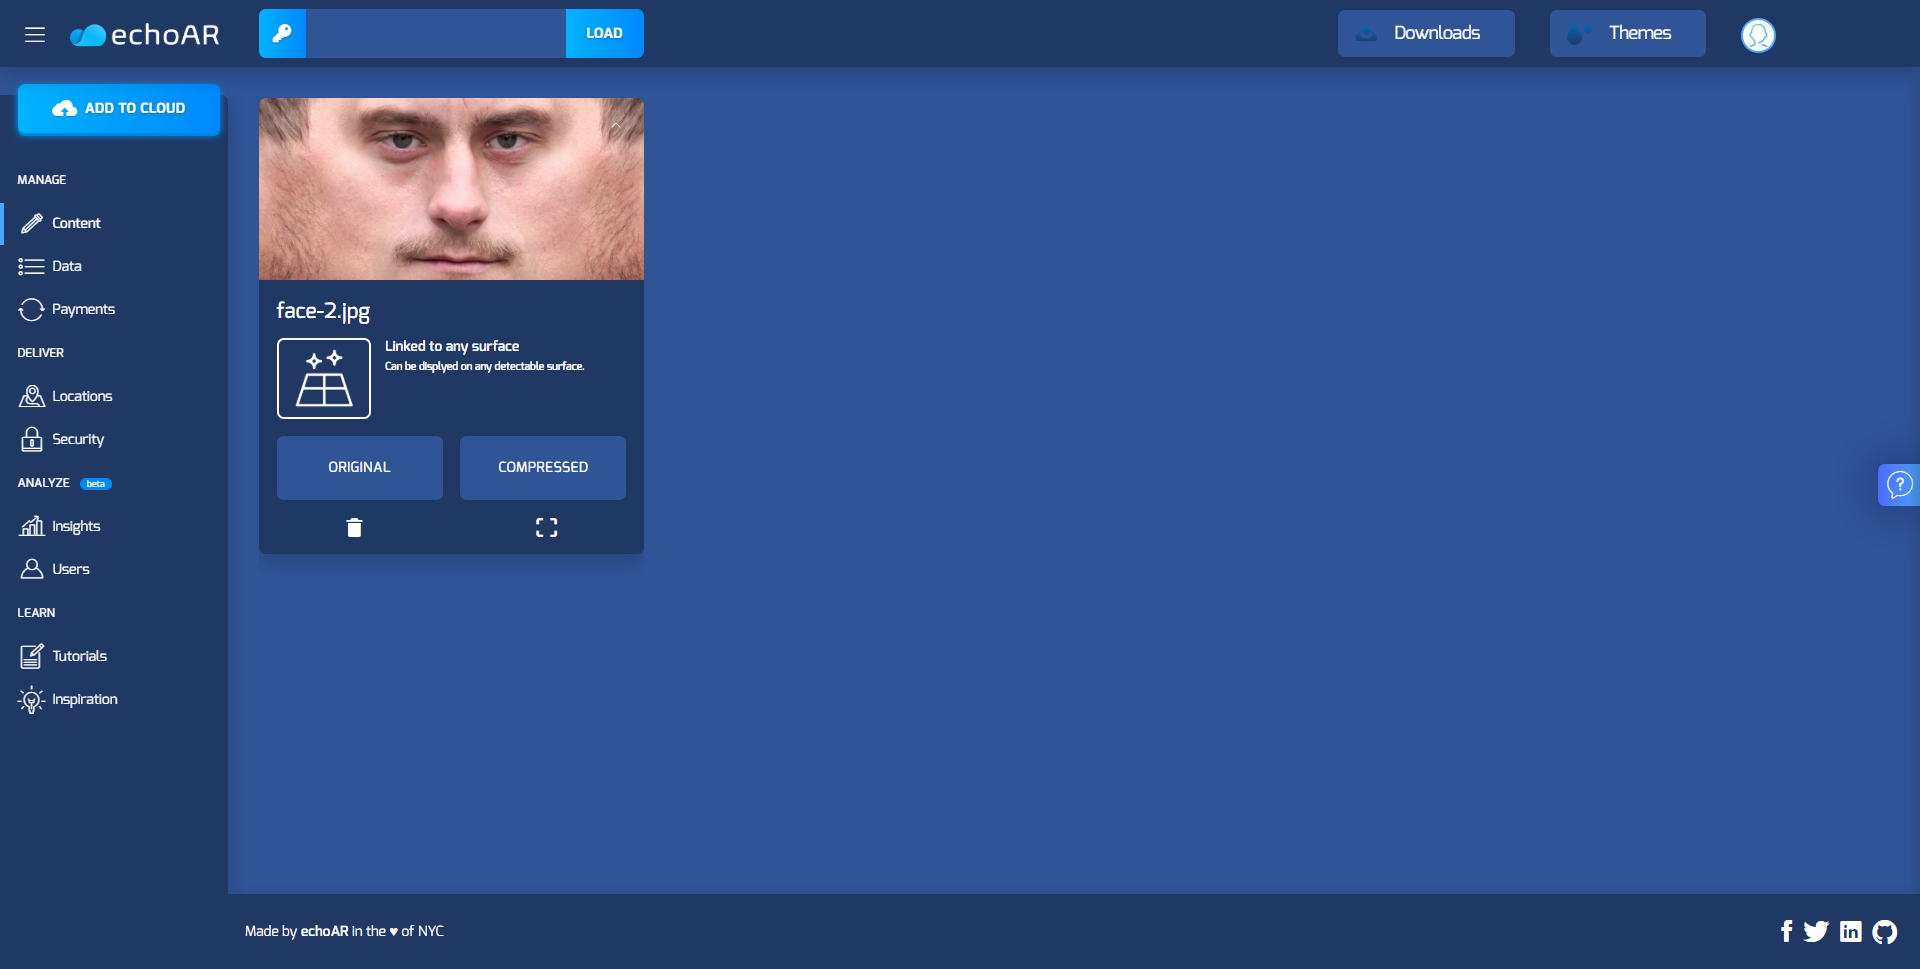 echoAR
LOAD
Downloads
Themes
ADD TO CLOUD
MANAGE
Content
Data
Payments
DELIVER
Locations
Security
ANALYZE beta
Insights
Users
LEARN
Tutorials
Inspiration
face-2.jpg
Linked to any surface
Can be displyed on any detectable surface.
ORIGINAL
COMPRESSED
?
Made by echoAR in the ♥ of NYC